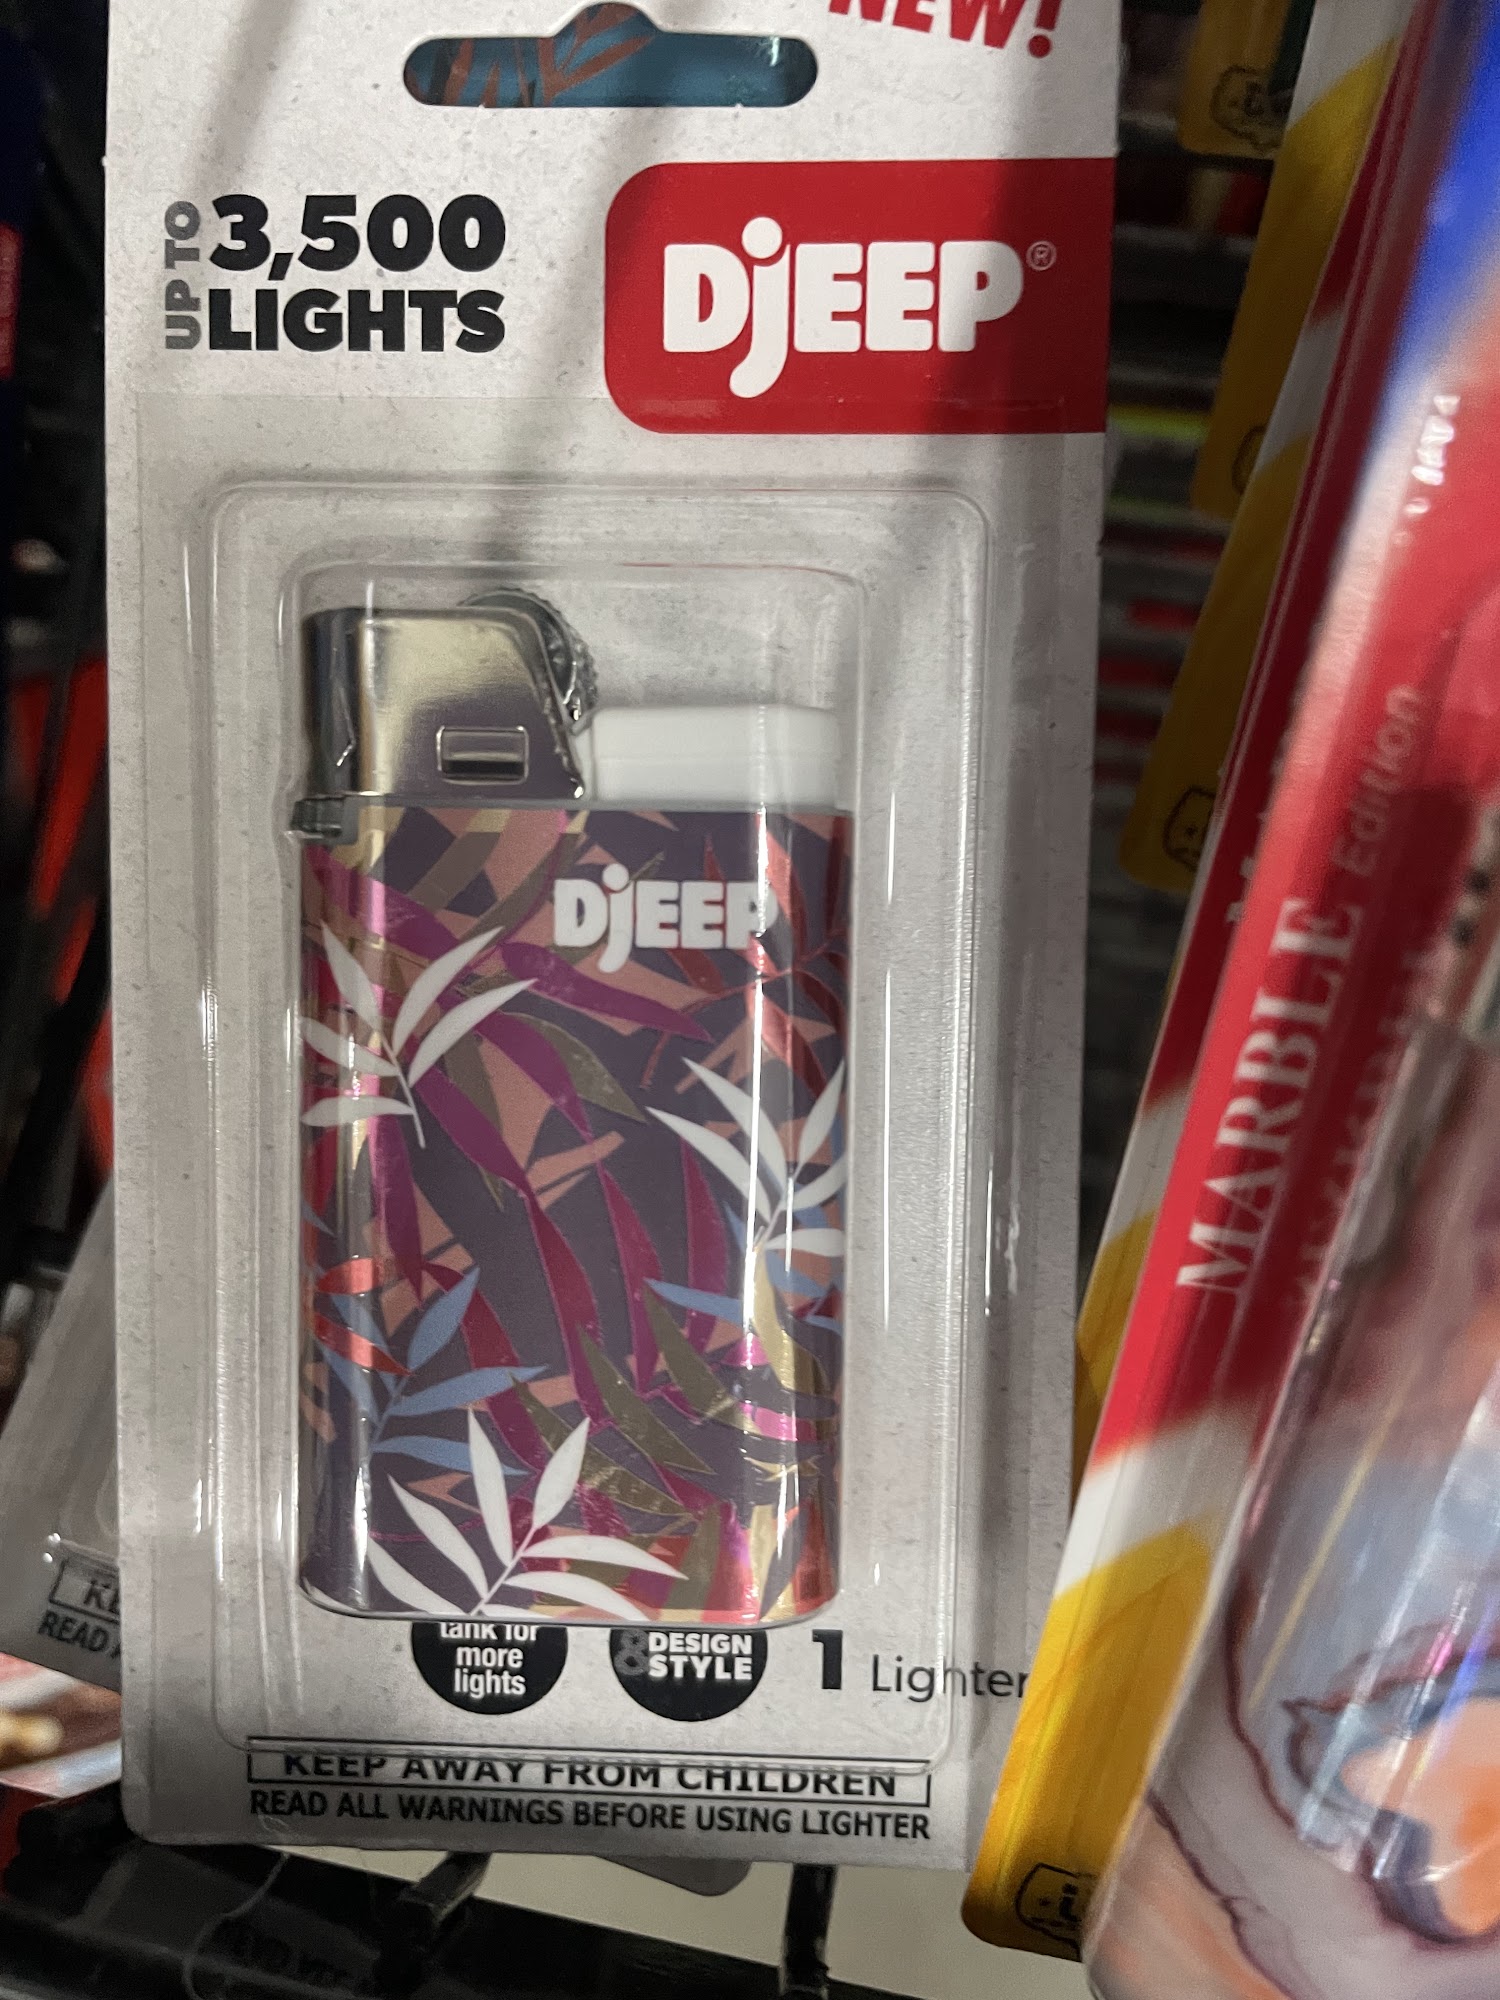 NEW!
UP TO
3,500
LIGHTS
DjEEP®
DjEEP
tank for
more
lights
& DESIGN
STYLE
1 Lighter
KEEP AWAY FROM CHILDREN
READ ALL WARNINGS BEFORE USING LIGHTER
READ
MARBLE Edition